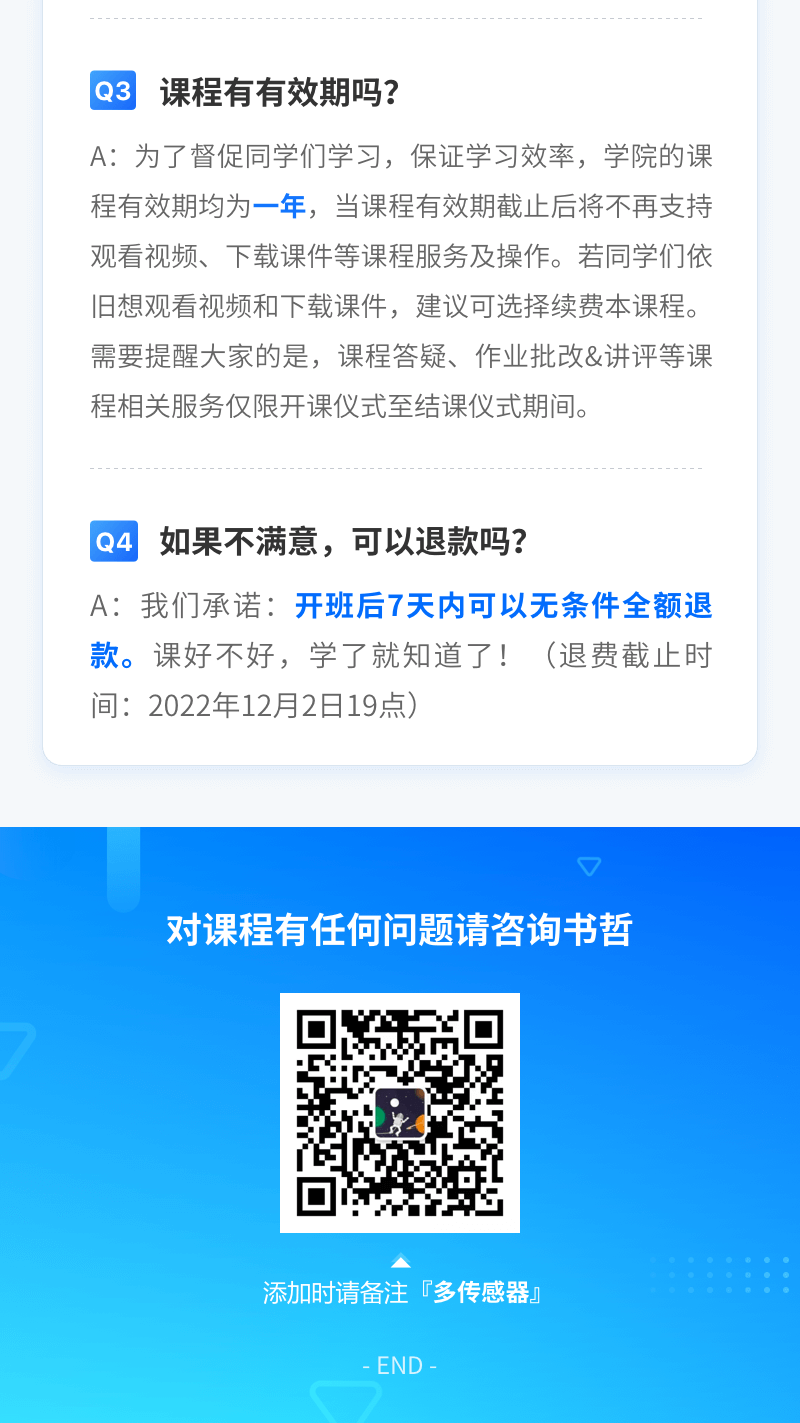 Q3 课程有有效期吗？
A：为了督促同学们学习，保证学习效率，学院的课
程有效期均为一年，当课程有效期截止后将不再支持
观看视频、下载课件等课程服务及操作。若同学们依
旧想观看视频和下载课件，建议可选择续费本课程。
需要提醒大家的是，课程答疑、作业批改&讲评等课
程相关服务仅限开课仪式至结课仪式期间。
Q4 如果不满意，可以退款吗？
A：我们承诺：开班后7天内可以无条件全额退
款。课好不好，学了就知道了！（退费截止时
间：2022年12月2日19点）
对课程有任何问题请咨询书哲
添加时请备注『多传感器』
- END -